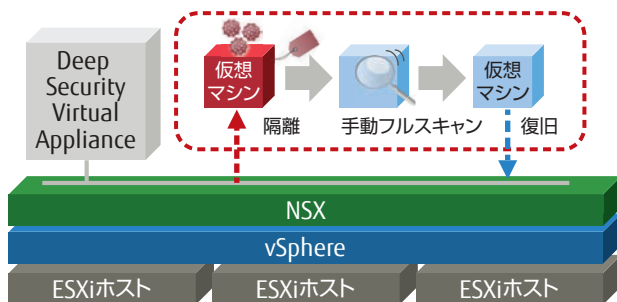 Deep
Security
Virtual
Appliance
仮想
マシン
仮想
マシン
隔離
手動フルスキャン
復旧
NSX
vSphere
ESXiホスト
ESXiホスト
ESXiホスト